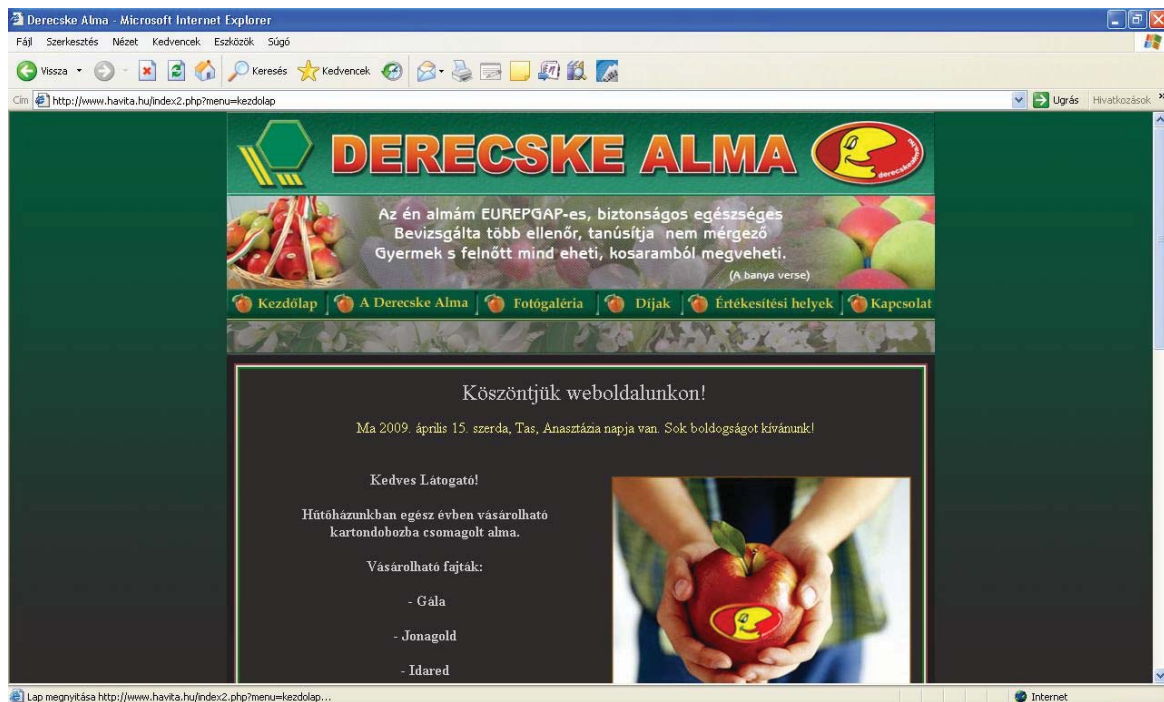 Derecske Alma - Microsoft Internet Explorer
Fájl Szerkesztés Nézet Kedvencek Eszközök Súgó
Vissza Keresés Kedvencek
Cím http://www.havita.hu/index2.php?menu=kezdolap Ugrás Hivatkozások »
DERECSKE ALMA
Az én almám EUREPGAP-es, biztonságos egészséges
Bevizsgálta több ellenőr, tanúsítja nem mérgező
Gyermek s felnőtt mind eheti, kosaramból megveheti.
(A banya verse)
Kezdőlap A Derecske Alma Fotógaléria Díjak Értékesítési helyek Kapcsolat
Köszöntjük weboldalunkon!
Ma 2009. április 15. szerda, Tas, Anasztázia napja van. Sok boldogságot kívánunk!
Kedves Látogató!
Hűtőházunkban egész évben vásárolható
kartondobozba csomagolt alma.
Vásárolható fajták:
- Gála
- Jonagold
- Idared
Lap megnyitása http://www.havita.hu/index2.php?menu=kezdolap...
Internet